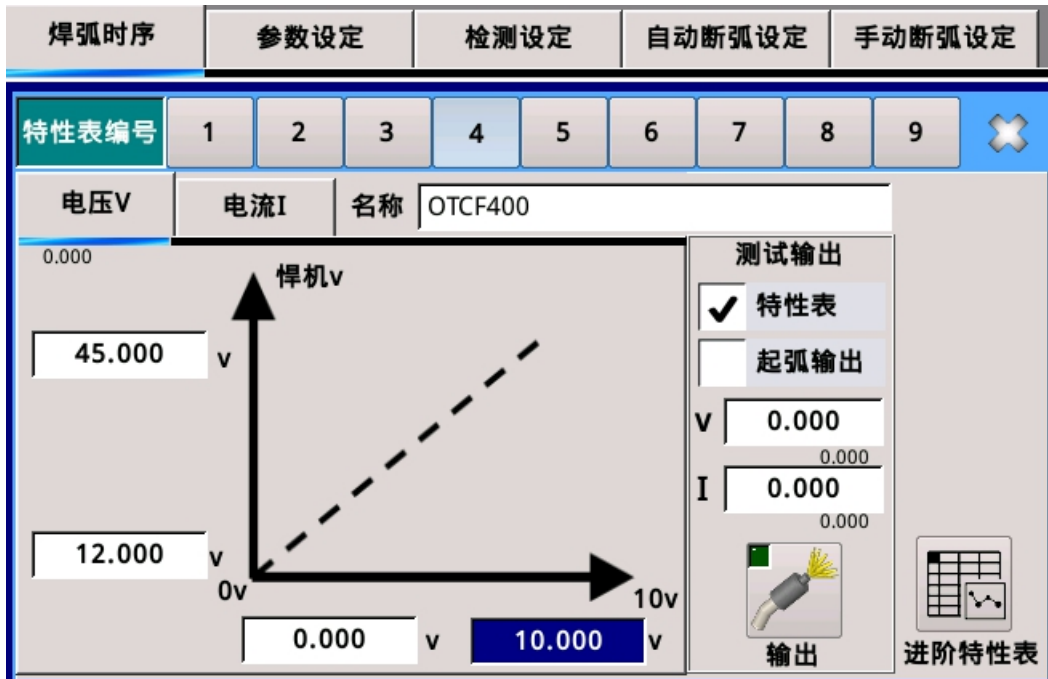 焊弧时序 参数设定 检测设定 自动断弧设定 手动断弧设定
特性表编号 1 2 3 4 5 6 7 8 9
电压V 电流I 名称 OTCF400
0.000
悍机v
45.000 v
12.000 v
0v
10v
0.000 v 10.000 v
测试输出
特性表
起弧输出
V 0.000
0.000
I 0.000
0.000
输出
进阶特性表